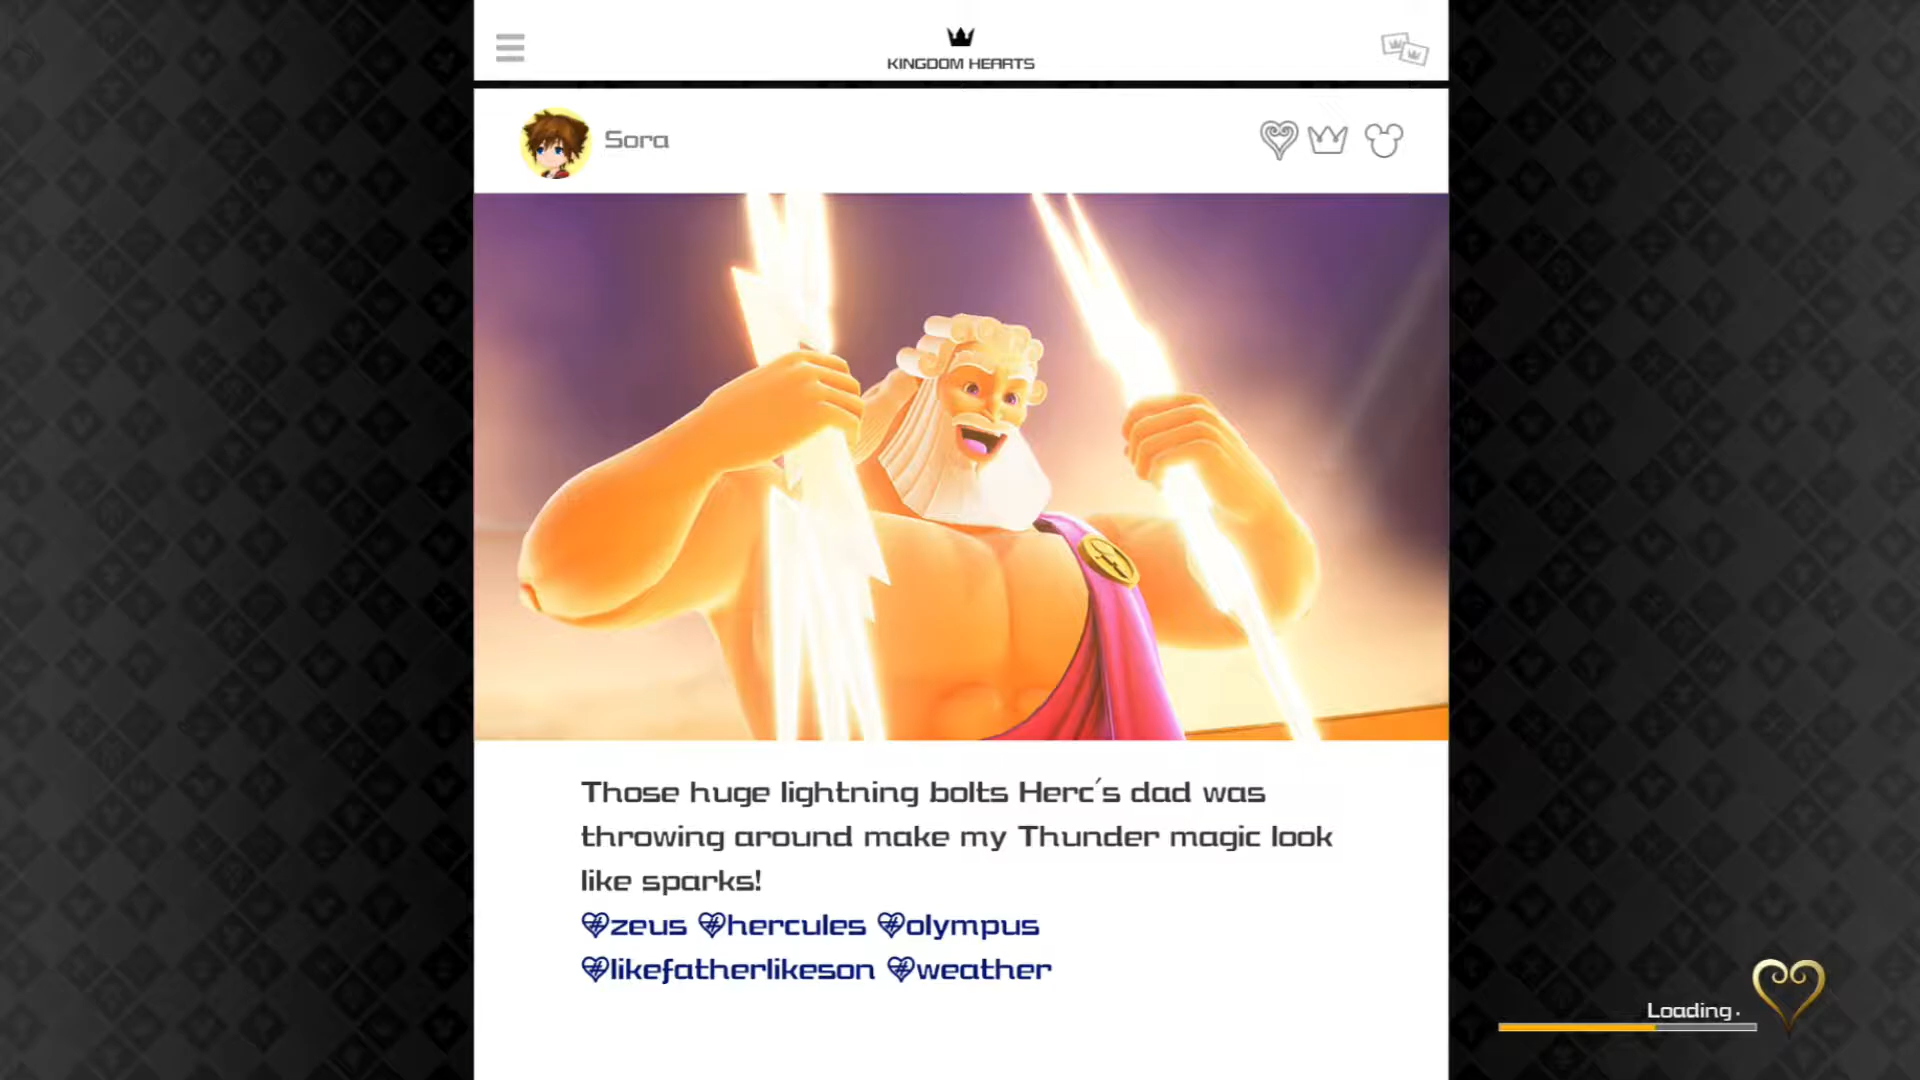 KINGDOM HEARTS
Sora
Those huge lightning bolts Herc's dad was
throwing around make my Thunder magic look
like sparks!
#zeus #hercules #olympus
#likefatherlikeson #weather
Loading.